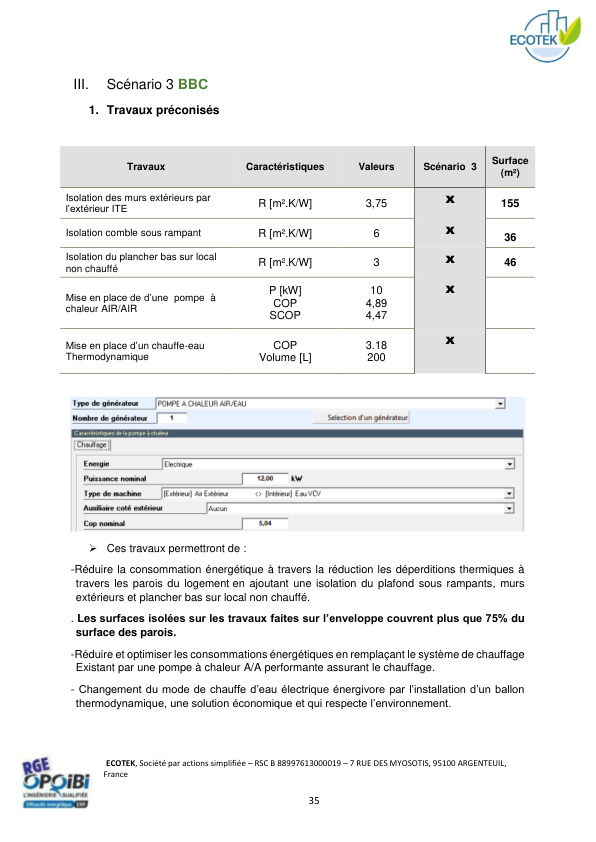 ECOTEK
III. Scénario 3 BBC
1. Travaux préconisés
Travaux Caractéristiques Valeurs Scénario 3 Surface (m²)
Isolation des murs extérieurs par l'extérieur ITE R [m².K/W] 3,75 x 155
Isolation comble sous rampant R [m².K/W] 6 x 36
Isolation du plancher bas sur local non chauffé R [m².K/W] 3 x 46
Mise en place de d'une pompe à chaleur AIR/AIR x
P [kW] 10
COP 4,89
SCOP 4,47
Mise en place d'un chauffe-eau Thermodynamique x
COP 3.18
Volume [L] 200
Type de générateur POMPE A CHALEUR AIR/EAU
Nombre de générateur 1 Selection d'un générateur
Caractéristiques de la pompe à chaleur
Chauffage
Energie Electrique
Puissance nominal 12,00 kW
Type de machine [Extérieur] Air Extérieur <> [Intérieur] Eau VCV
Auxiliaire coté extérieur Aucun
Cop nominal 5,04
➢ Ces travaux permettront de :
-Réduire la consommation énergétique à travers la réduction les déperditions thermiques à
travers les parois du logement en ajoutant une isolation du plafond sous rampants, murs
extérieurs et plancher bas sur local non chauffé.
. Les surfaces isolées sur les travaux faites sur l'enveloppe couvrent plus que 75% du
surface des parois.
-Réduire et optimiser les consommations énergétiques en remplaçant le système de chauffage
Existant par une pompe à chaleur A/A performante assurant le chauffage.
- Changement du mode de chauffe d'eau électrique énergivore par l'installation d'un ballon
thermodynamique, une solution économique et qui respecte l'environnement.
RGE
OPQiBi
L'INGÉNIERIE QUALIFIÉE
Efficacité énergétique ENR
ECOTEK, Société par actions simplifiée – RSC B 88997613000019 – 7 RUE DES MYOSOTIS, 95100 ARGENTEUIL,
France
35